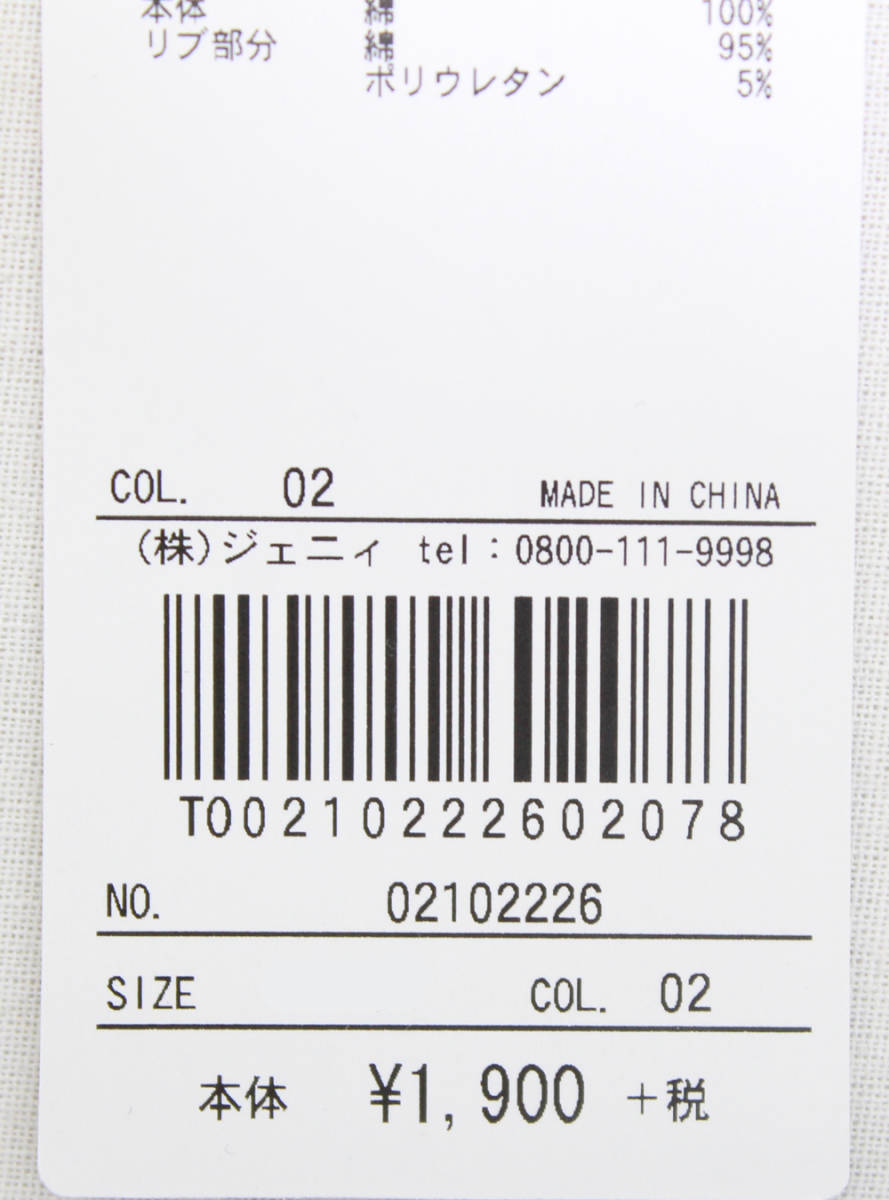 本体 綿 100%
リブ部分 綿 95%
ポリウレタン 5%
COL. 02 MADE IN CHINA
(株)ジェニィ tel:0800-111-9998
T00210222602078
NO. 02102226
SIZE COL. 02
本体 ¥1,900 +税